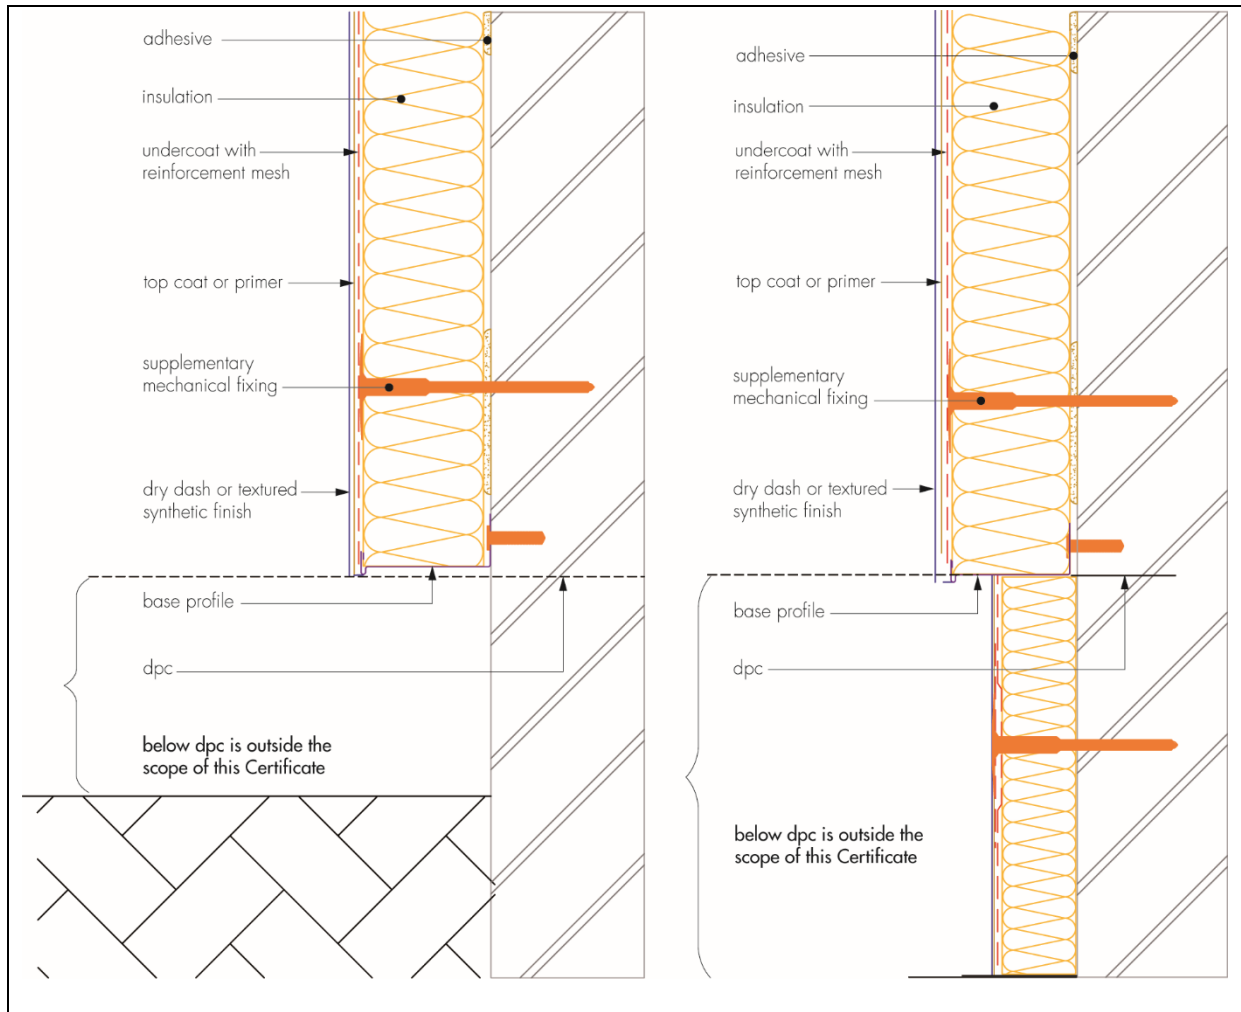 adhesive
insulation
undercoat with
reinforcement mesh
top coat or primer
supplementary
mechanical fixing
dry dash or textured
synthetic finish
base profile
dpc
below dpc is outside the
scope of this Certificate
adhesive
insulation
undercoat with
reinforcement mesh
top coat or primer
supplementary
mechanical fixing
dry dash or textured
synthetic finish
base profile
dpc
below dpc is outside the
scope of this Certificate